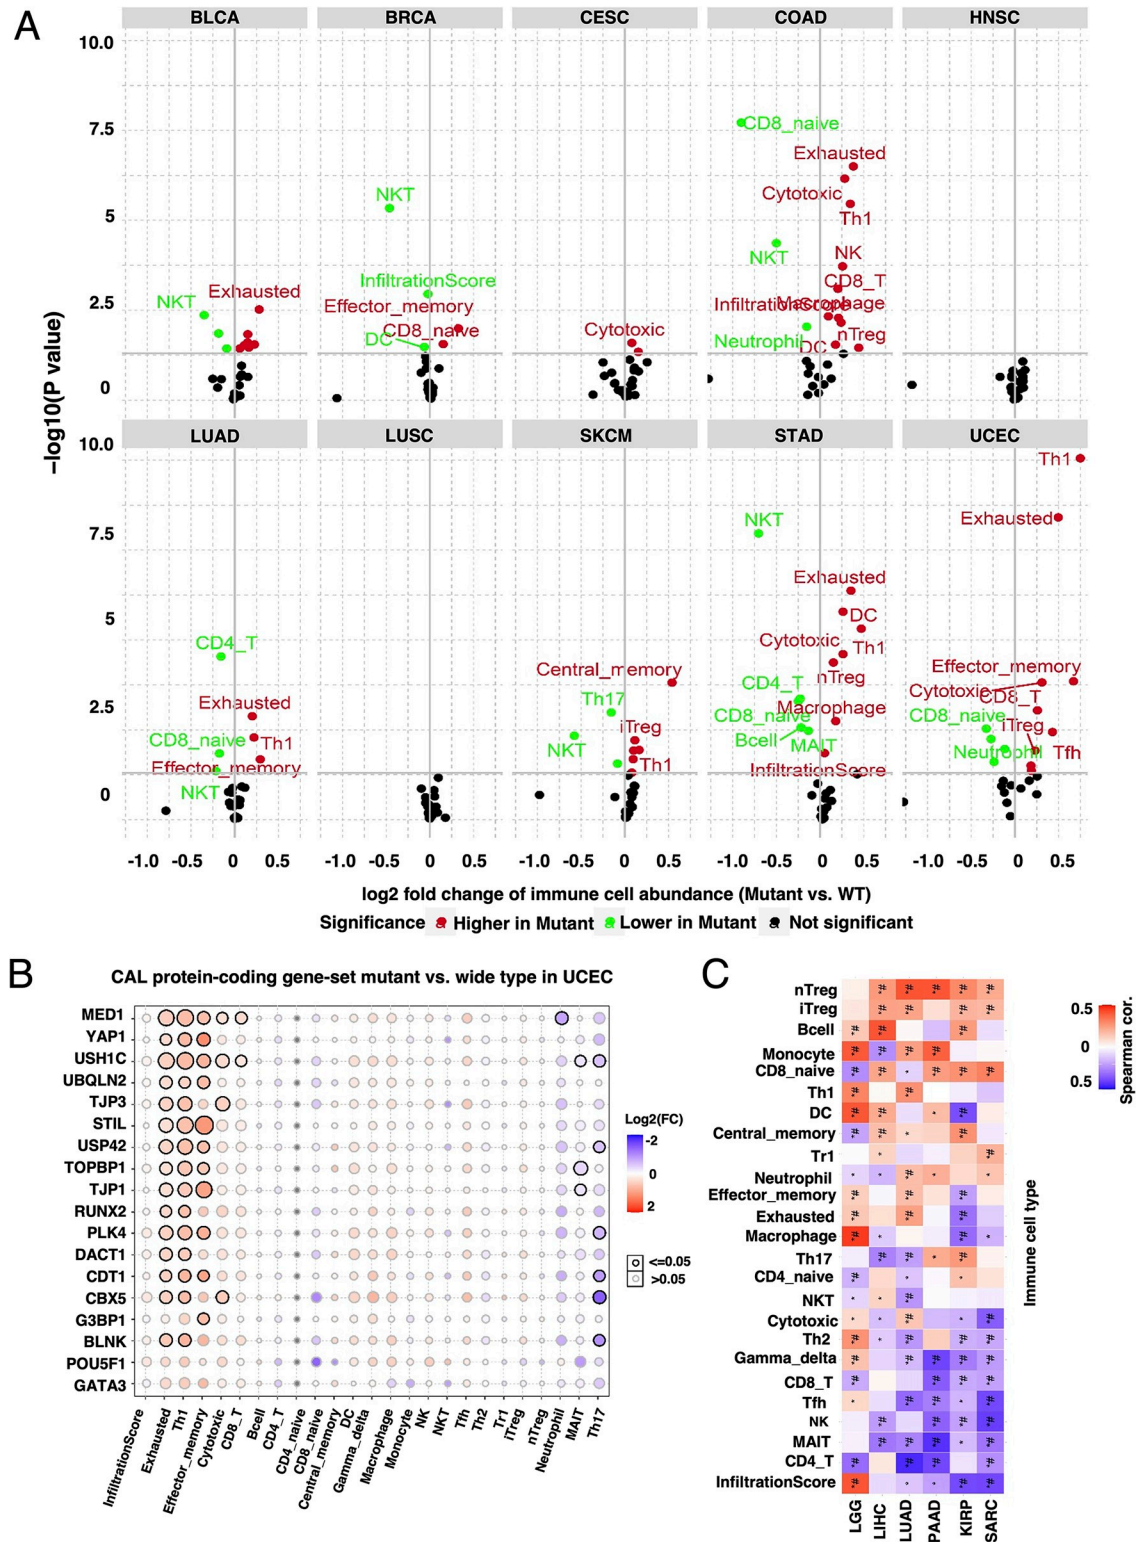 A
BLCA BRCA CESC COAD HNSC
10.0
7.5
5
2.5
0
NKT
Exhausted
NKT
InfiltrationScore
Effector_memory
CD8_naive
DC
Cytotoxic
CD8_naive
Exhausted
Cytotoxic
Th1
NK
NKT
CD8_T
InfiltrationScore
Macrophage
Neutrophil
nTreg
DC
−log10(P value)
LUAD LUSC SKCM STAD UCEC
10.0
7.5
5
2.5
0
CD4_T
Exhausted
CD8_naive
Th1
Effector_memory
NKT
Central_memory
Th17
iTreg
NKT
Th1
NKT
Exhausted
DC
Cytotoxic
Th1
nTreg
CD4_T
Macrophage
CD8_naive
Bcell
MAIT
InfiltrationScore
Th1
Exhausted
Effector_memory
Cytotoxic
CD8_T
CD8_naive
iTreg
Neutrophil
Tfh
-1.0 -0.5 0 0.5 -1.0 -0.5 0 0.5 -1.0 -0.5 0 0.5 -1.0 -0.5 0 0.5 -1.0 -0.5 0 0.5
log2 fold change of immune cell abundance (Mutant vs. WT)
Significance Higher in Mutant Lower in Mutant Not significant
B
CAL protein-coding gene-set mutant vs. wide type in UCEC
MED1
YAP1
USH1C
UBQLN2
TJP3
STIL
USP42
TOPBP1
TJP1
RUNX2
PLK4
DACT1
CDT1
CBX5
G3BP1
BLNK
POU5F1
GATA3
InfiltrationScore
Exhausted
Th1
Effector_memory
Cytotoxic
CD8_T
Bcell
CD4_T
CD4_naive
CD8_naive
Central_memory
DC
Gamma_delta
Macrophage
Monocyte
NK
NKT
Tfh
Th2
Tr1
iTreg
nTreg
Neutrophil
MAIT
Th17
Log2(FC)
-2
0
2
<=0.05
>0.05
C
nTreg
iTreg
Bcell
Monocyte
CD8_naive
Th1
DC
Central_memory
Tr1
Neutrophil
Effector_memory
Exhausted
Macrophage
Th17
CD4_naive
NKT
Cytotoxic
Th2
Gamma_delta
CD8_T
Tfh
NK
MAIT
CD4_T
InfiltrationScore
LGG
LIHC
LUAD
PAAD
KIRP
SARC
Immune cell type
0.5
0
0.5
Spearman cor.